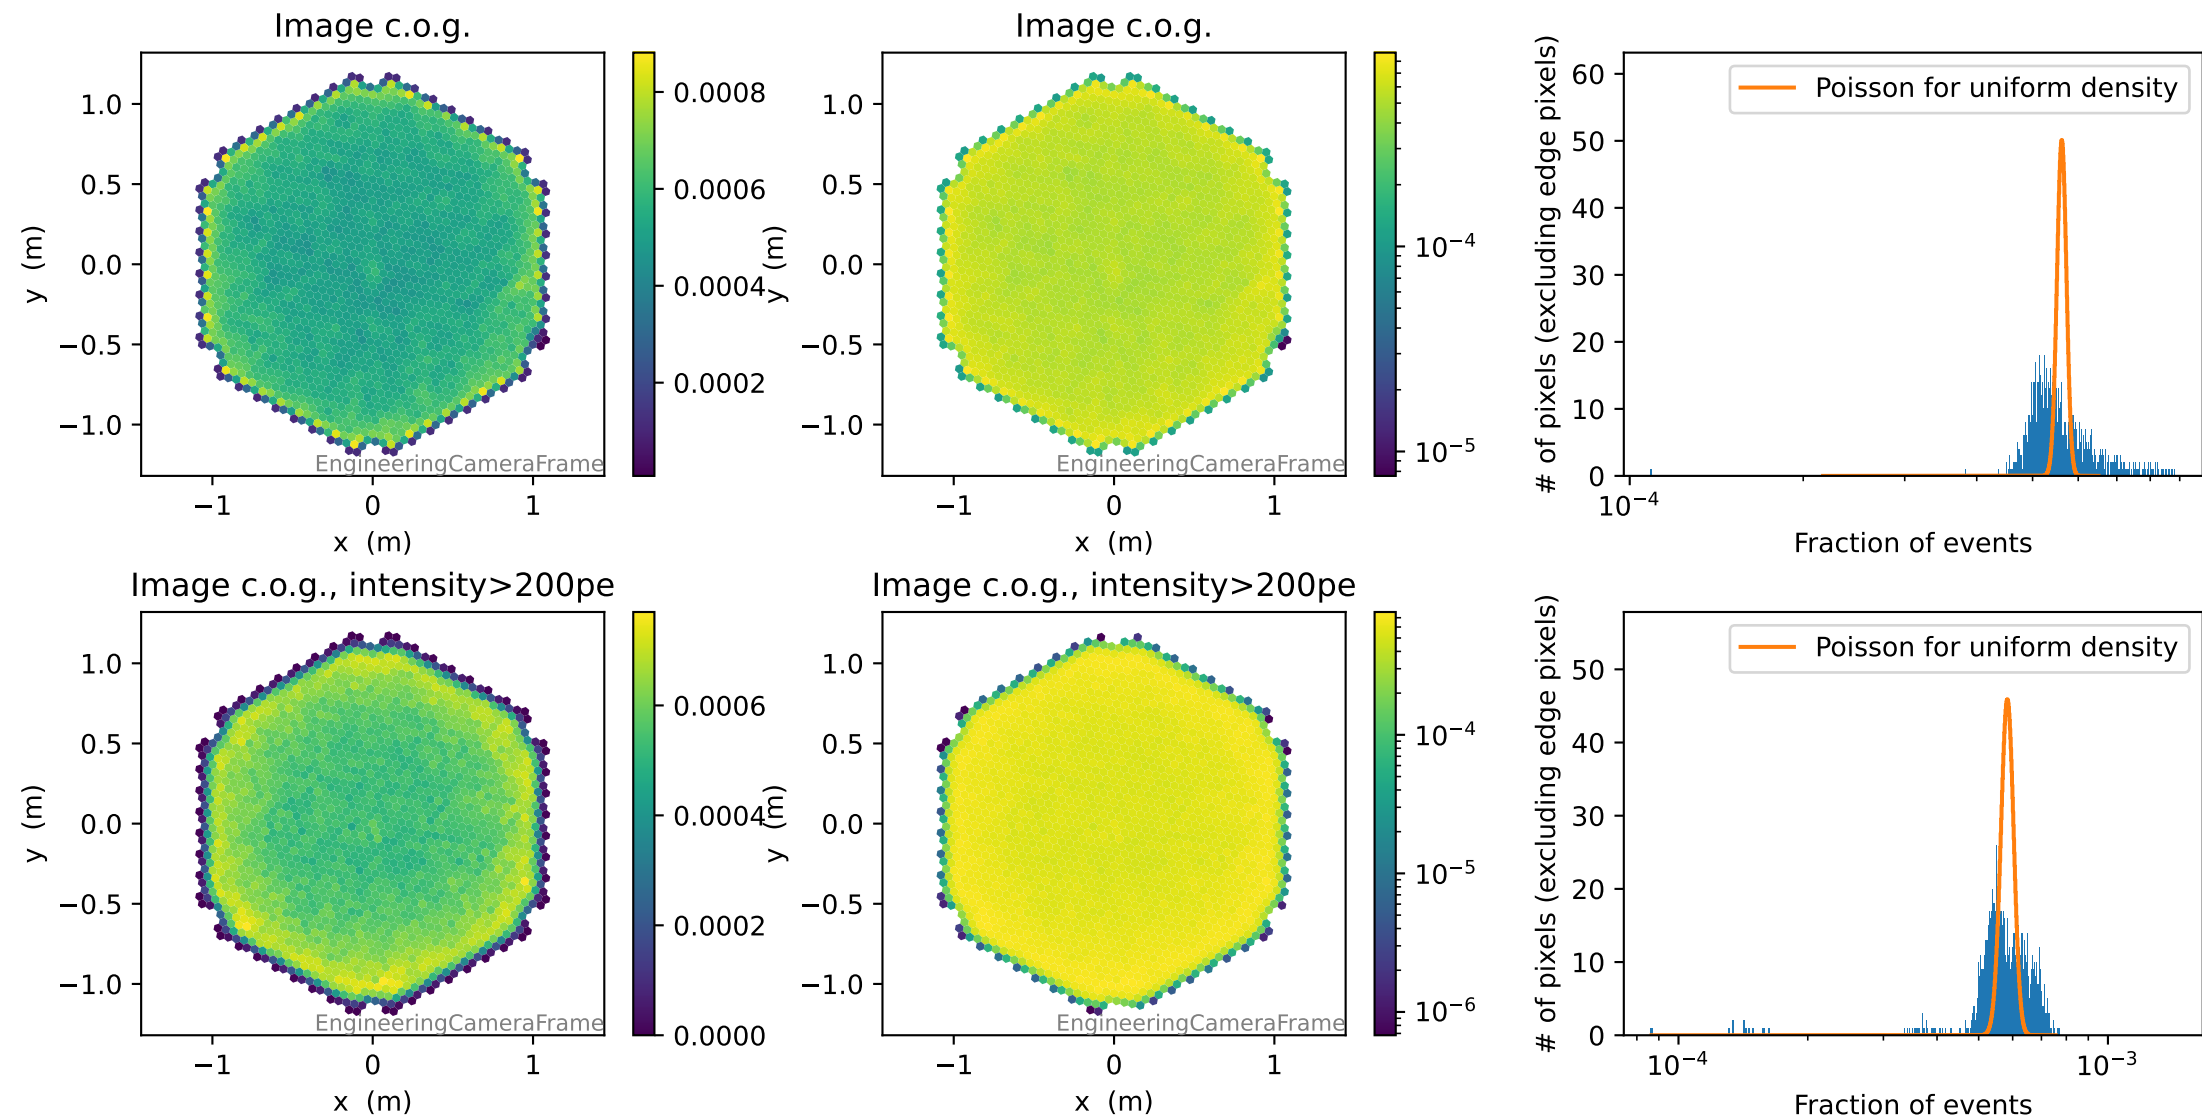 Image c.o.g.
Image c.o.g.
1.0
0.5
0.0
−0.5
−1.0
y (m)
−1 0 1
x (m)
EngineeringCameraFrame
0.0008
0.0006
0.0004
0.0002
1.0
0.5
0.0
−0.5
−1.0
y (m)
−1 0 1
x (m)
EngineeringCameraFrame
10⁻⁴
10⁻⁵
# of pixels (excluding edge pixels)
60
50
40
30
20
10
0
Poisson for uniform density
10⁻⁴
Fraction of events
Image c.o.g., intensity>200pe
Image c.o.g., intensity>200pe
1.0
0.5
0.0
−0.5
−1.0
y (m)
−1 0 1
x (m)
EngineeringCameraFrame
0.0006
0.0004
0.0002
0.0000
1.0
0.5
0.0
−0.5
−1.0
y (m)
−1 0 1
x (m)
EngineeringCameraFrame
10⁻⁴
10⁻⁵
10⁻⁶
# of pixels (excluding edge pixels)
50
40
30
20
10
0
Poisson for uniform density
10⁻⁴ 10⁻³
Fraction of events